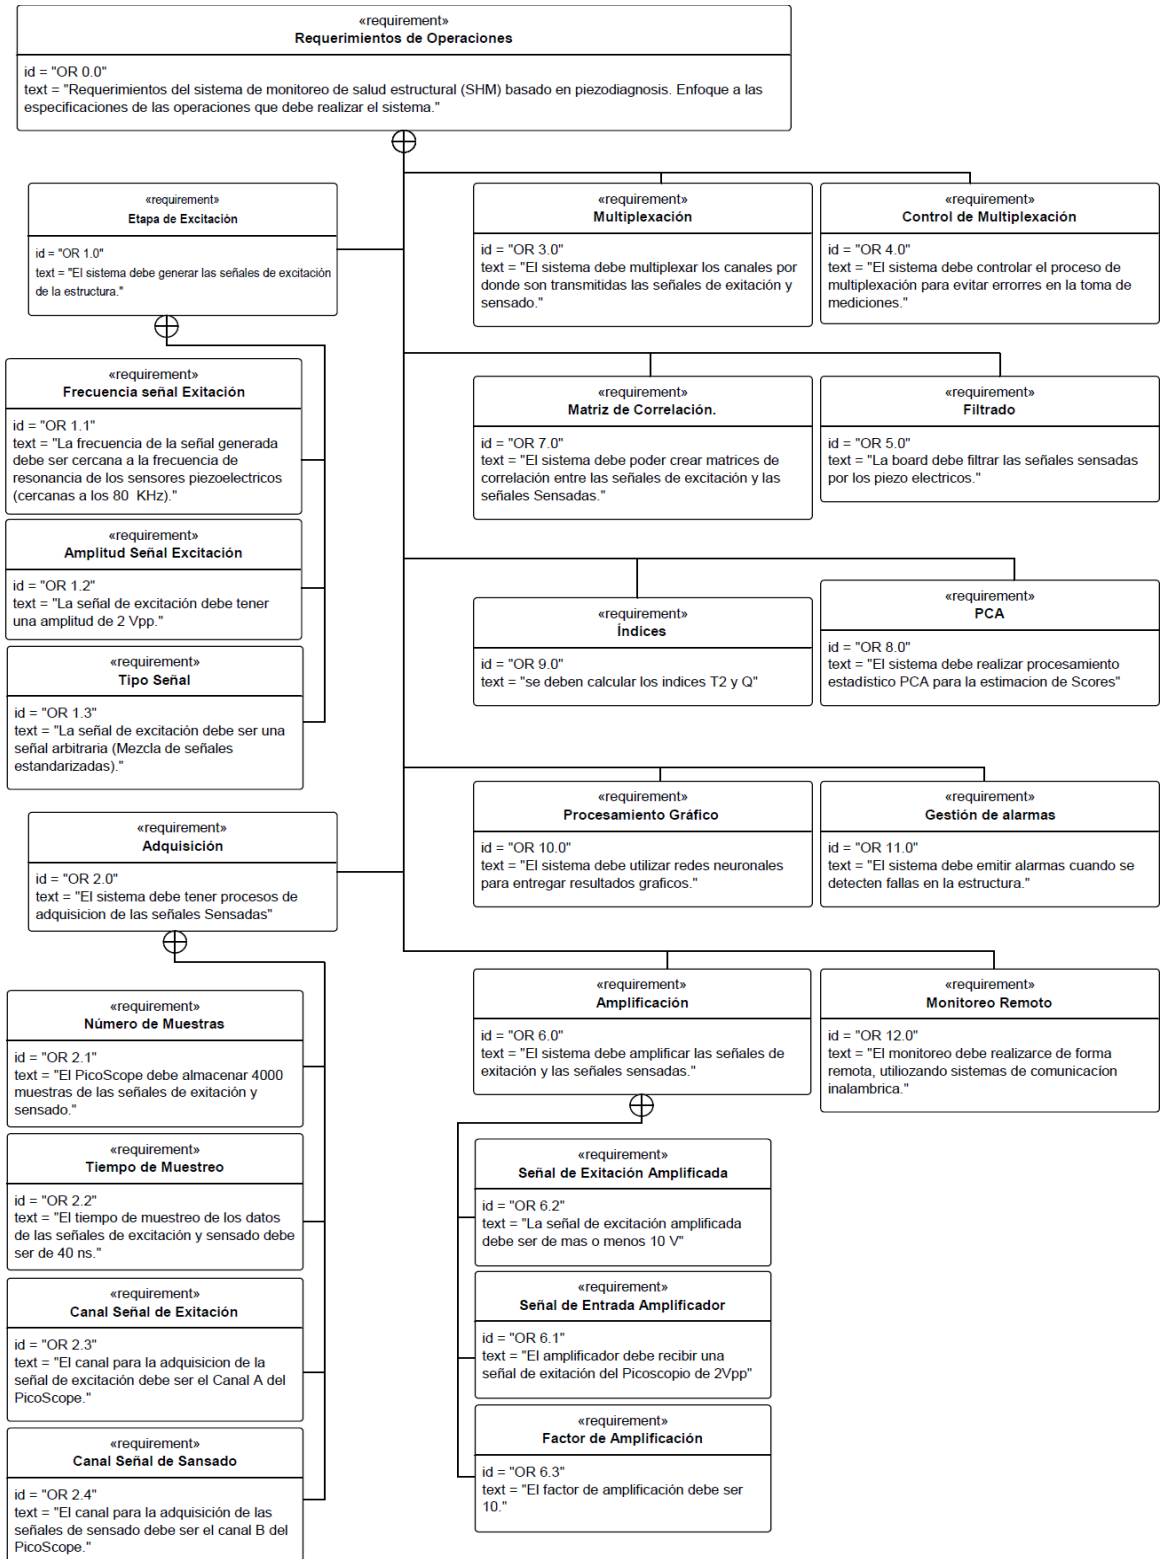 «requirement»
Requerimientos de Operaciones
id = "OR 0.0"
text = "Requerimientos del sistema de monitoreo de salud estructural (SHM) basado en piezodiagnosis. Enfoque a las
especificaciones de las operaciones que debe realizar el sistema."
«requirement»
Etapa de Excitación
id = "OR 1.0"
text = "El sistema debe generar las señales de excitación
de la estructura."
«requirement»
Multiplexación
id = "OR 3.0"
text = "El sistema debe multiplexar los canales por
donde son transmitidas las señales de exitación y
sensado."
«requirement»
Control de Multiplexación
id = "OR 4.0"
text = "El sistema debe controlar el proceso de
multiplexación para evitar errorres en la toma de
mediciones."
«requirement»
Frecuencia señal Exitación
id = "OR 1.1"
text = "La frecuencia de la señal generada
debe ser cercana a la frecuencia de
resonancia de los sensores piezoelectricos
(cercanas a los 80 KHz)."
«requirement»
Matriz de Correlación.
id = "OR 7.0"
text = "El sistema debe poder crear matrices de
correlación entre las señales de excitación y las
señales Sensadas."
«requirement»
Filtrado
id = "OR 5.0"
text = "La board debe filtrar las señales sensadas
por los piezo electricos."
«requirement»
Amplitud Señal Excitación
id = "OR 1.2"
text = "La señal de excitación debe tener
una amplitud de 2 Vpp."
«requirement»
Tipo Señal
id = "OR 1.3"
text = "La señal de excitación debe ser una
señal arbitraria (Mezcla de señales
estandarizadas)."
«requirement»
Índices
id = "OR 9.0"
text = "se deben calcular los indices T2 y Q"
«requirement»
PCA
id = "OR 8.0"
text = "El sistema debe realizar procesamiento
estadístico PCA para la estimacion de Scores"
«requirement»
Procesamiento Gráfico
id = "OR 10.0"
text = "El sistema debe utilizar redes neuronales
para entregar resultados graficos."
«requirement»
Gestión de alarmas
id = "OR 11.0"
text = "El sistema debe emitir alarmas cuando se
detecten fallas en la estructura."
«requirement»
Adquisición
id = "OR 2.0"
text = "El sistema debe tener procesos de
adquisicion de las señales Sensadas"
«requirement»
Número de Muestras
id = "OR 2.1"
text = "El PicoScope debe almacenar 4000
muestras de las señales de exitación y
sensado."
«requirement»
Tiempo de Muestreo
id = "OR 2.2"
text = "El tiempo de muestreo de los datos
de las señales de excitación y sensado debe
ser de 40 ns."
«requirement»
Canal Señal de Exitación
id = "OR 2.3"
text = "El canal para la adquisicion de la
señal de excitación debe ser el Canal A del
PicoScope."
«requirement»
Canal Señal de Sansado
id = "OR 2.4"
text = "El canal para la adquisición de las
señales de sensado debe ser el canal B del
PicoScope."
«requirement»
Amplificación
id = "OR 6.0"
text = "El sistema debe amplificar las señales de
exitación y las señales sensadas."
«requirement»
Monitoreo Remoto
id = "OR 12.0"
text = "El monitoreo debe realizarce de forma
remota, utiliozando sistemas de comunicacíon
inalambrica."
«requirement»
Señal de Exitación Amplificada
id = "OR 6.2"
text = "La señal de excitación amplificada
debe ser de mas o menos 10 V"
«requirement»
Señal de Entrada Amplificador
id = "OR 6.1"
text = "El amplificador debe recibir una
señal de exitación del Picoscopio de 2Vpp"
«requirement»
Factor de Amplificación
id = "OR 6.3"
text = "El factor de amplificación debe ser
10."